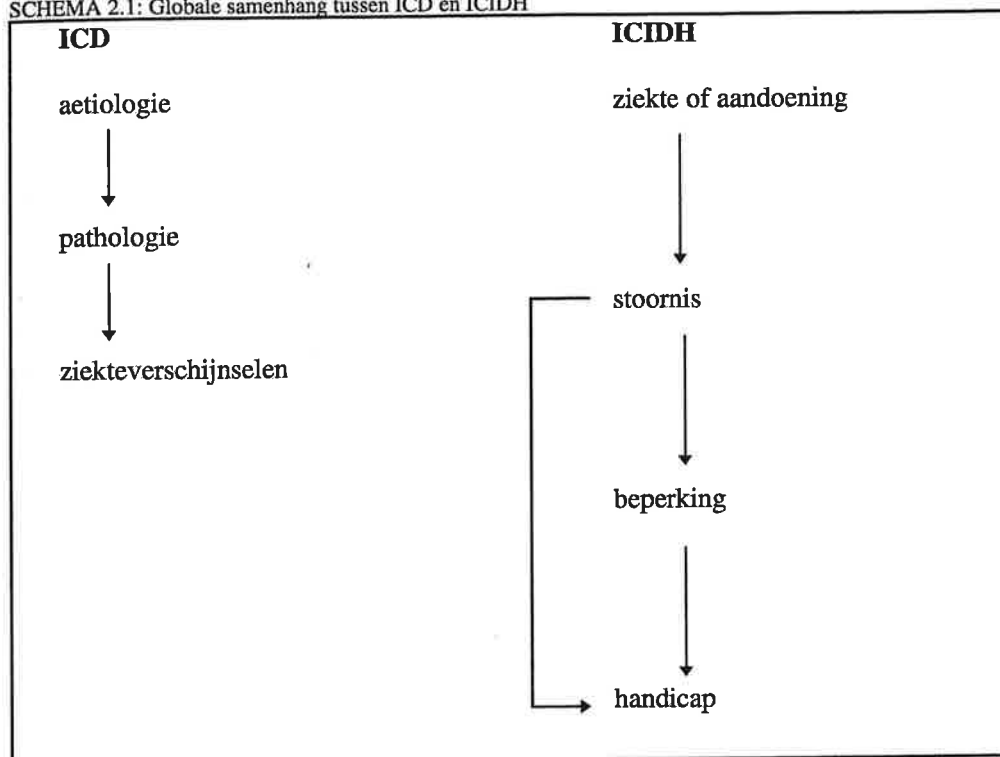 SCHEMA 2.1: Globale samenhang tussen ICD en ICIDH
ICD
aetiologie
pathologie
ziekteverschijnselen
ICIDH
ziekte of aandoening
stoornis
beperking
handicap